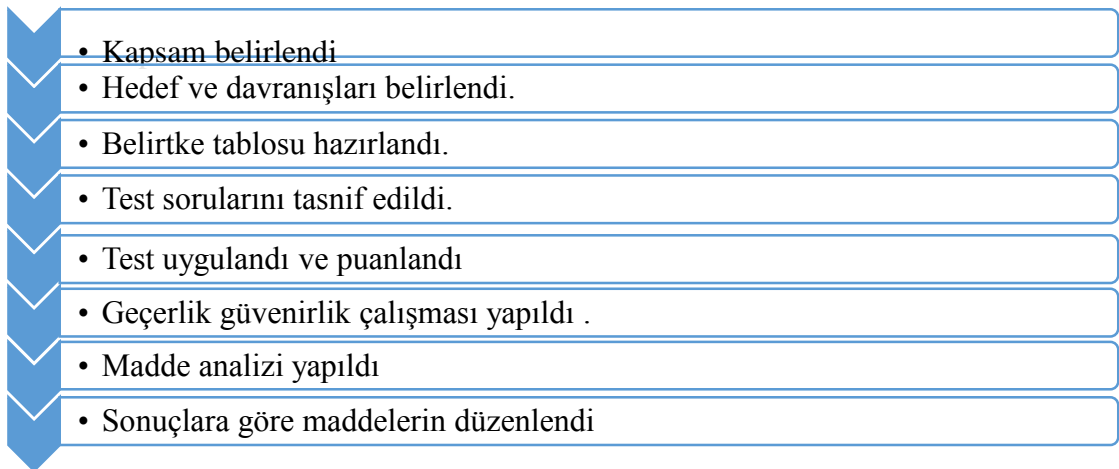 • Kapsam belirlendi
• Hedef ve davranışları belirlendi.
• Belirtke tablosu hazırlandı.
• Test sorularını tasnif edildi.
• Test uygulandı ve puanlandı
• Geçerlik güvenirlik çalışması yapıldı .
• Madde analizi yapıldı
• Sonuçlara göre maddelerin düzenlendi